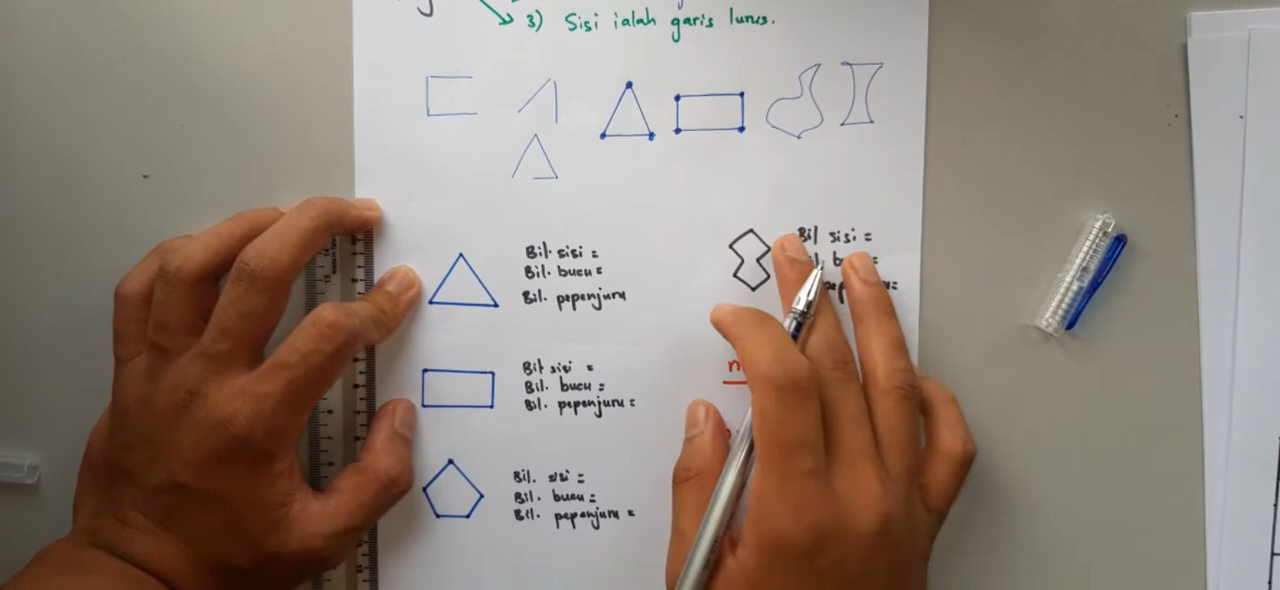 3) Sisi ialah garis lurus.
Bil. sisi =
Bil. bucu =
Bil. pepenjuru
Bil sisi =
Bil sisi =
Bil. bucu =
Bil. pepenjuru =
Bil. sisi =
Bil. bucu =
Bil. pepenjuru =